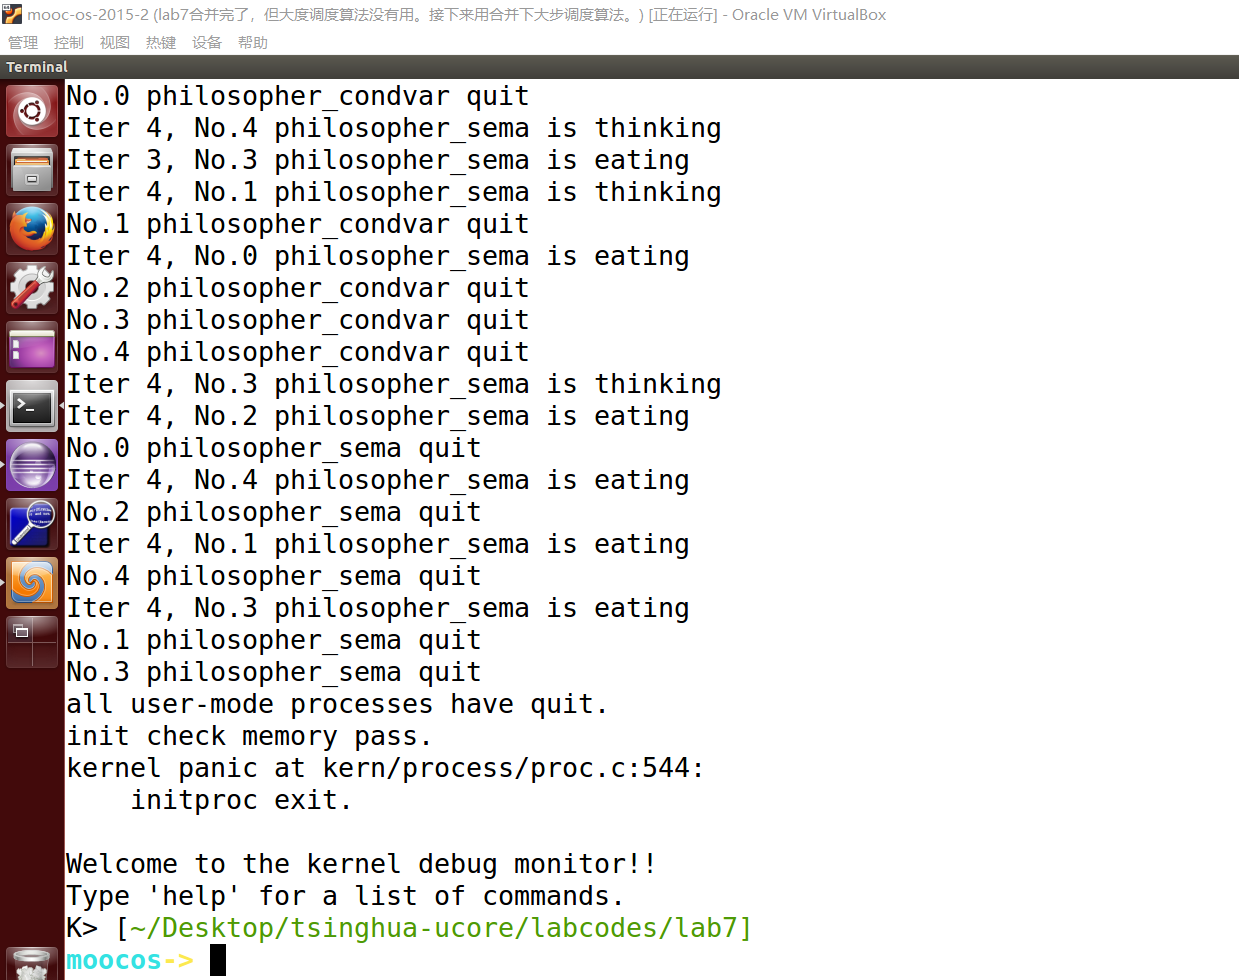 mooc-os-2015-2 (lab7合并完了，但大度调度算法没有用。接下来用合并下大步调度算法。) [正在运行] - Oracle VM VirtualBox
管理 控制 视图 热键 设备 帮助
Terminal
No.0 philosopher_condvar quit
Iter 4, No.4 philosopher_sema is thinking
Iter 3, No.3 philosopher_sema is eating
Iter 4, No.1 philosopher_sema is thinking
No.1 philosopher_condvar quit
Iter 4, No.0 philosopher_sema is eating
No.2 philosopher_condvar quit
No.3 philosopher_condvar quit
No.4 philosopher_condvar quit
Iter 4, No.3 philosopher_sema is thinking
Iter 4, No.2 philosopher_sema is eating
No.0 philosopher_sema quit
Iter 4, No.4 philosopher_sema is eating
No.2 philosopher_sema quit
Iter 4, No.1 philosopher_sema is eating
No.4 philosopher_sema quit
Iter 4, No.3 philosopher_sema is eating
No.1 philosopher_sema quit
No.3 philosopher_sema quit
all user-mode processes have quit.
init check memory pass.
kernel panic at kern/process/proc.c:544:
    initproc exit.
Welcome to the kernel debug monitor!!
Type 'help' for a list of commands.
K> [~/Desktop/tsinghua-ucore/labcodes/lab7]
moocos->